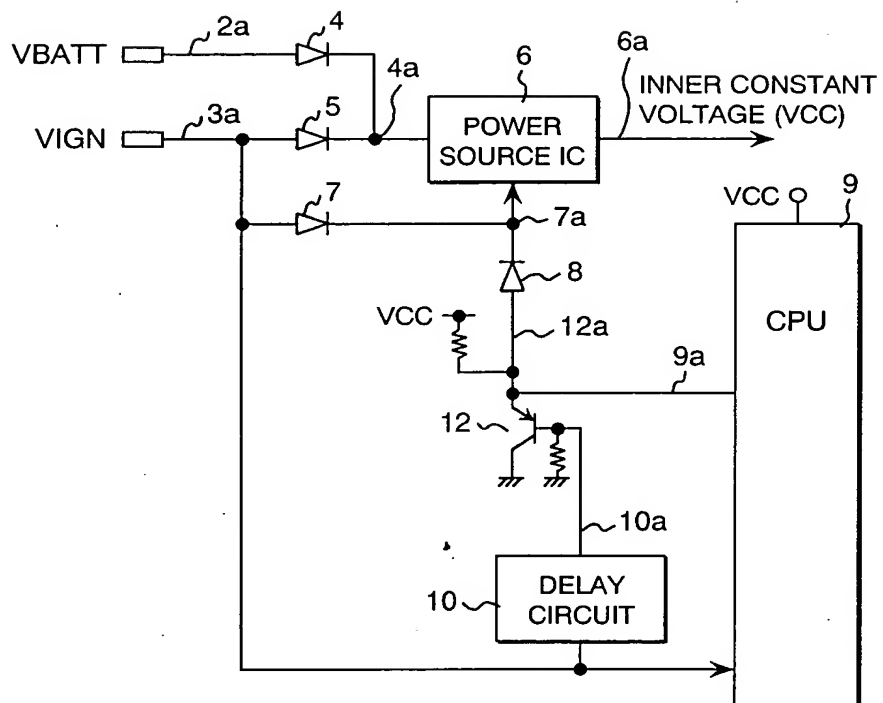 2a
4
VBATT
4a
6
6a
3a
5
VIGN
POWER
SOURCE IC
INNER CONSTANT
VOLTAGE (VCC)
7
7a
VCC
9
8
VCC
12a
CPU
9a
12
10a
10
DELAY
CIRCUIT